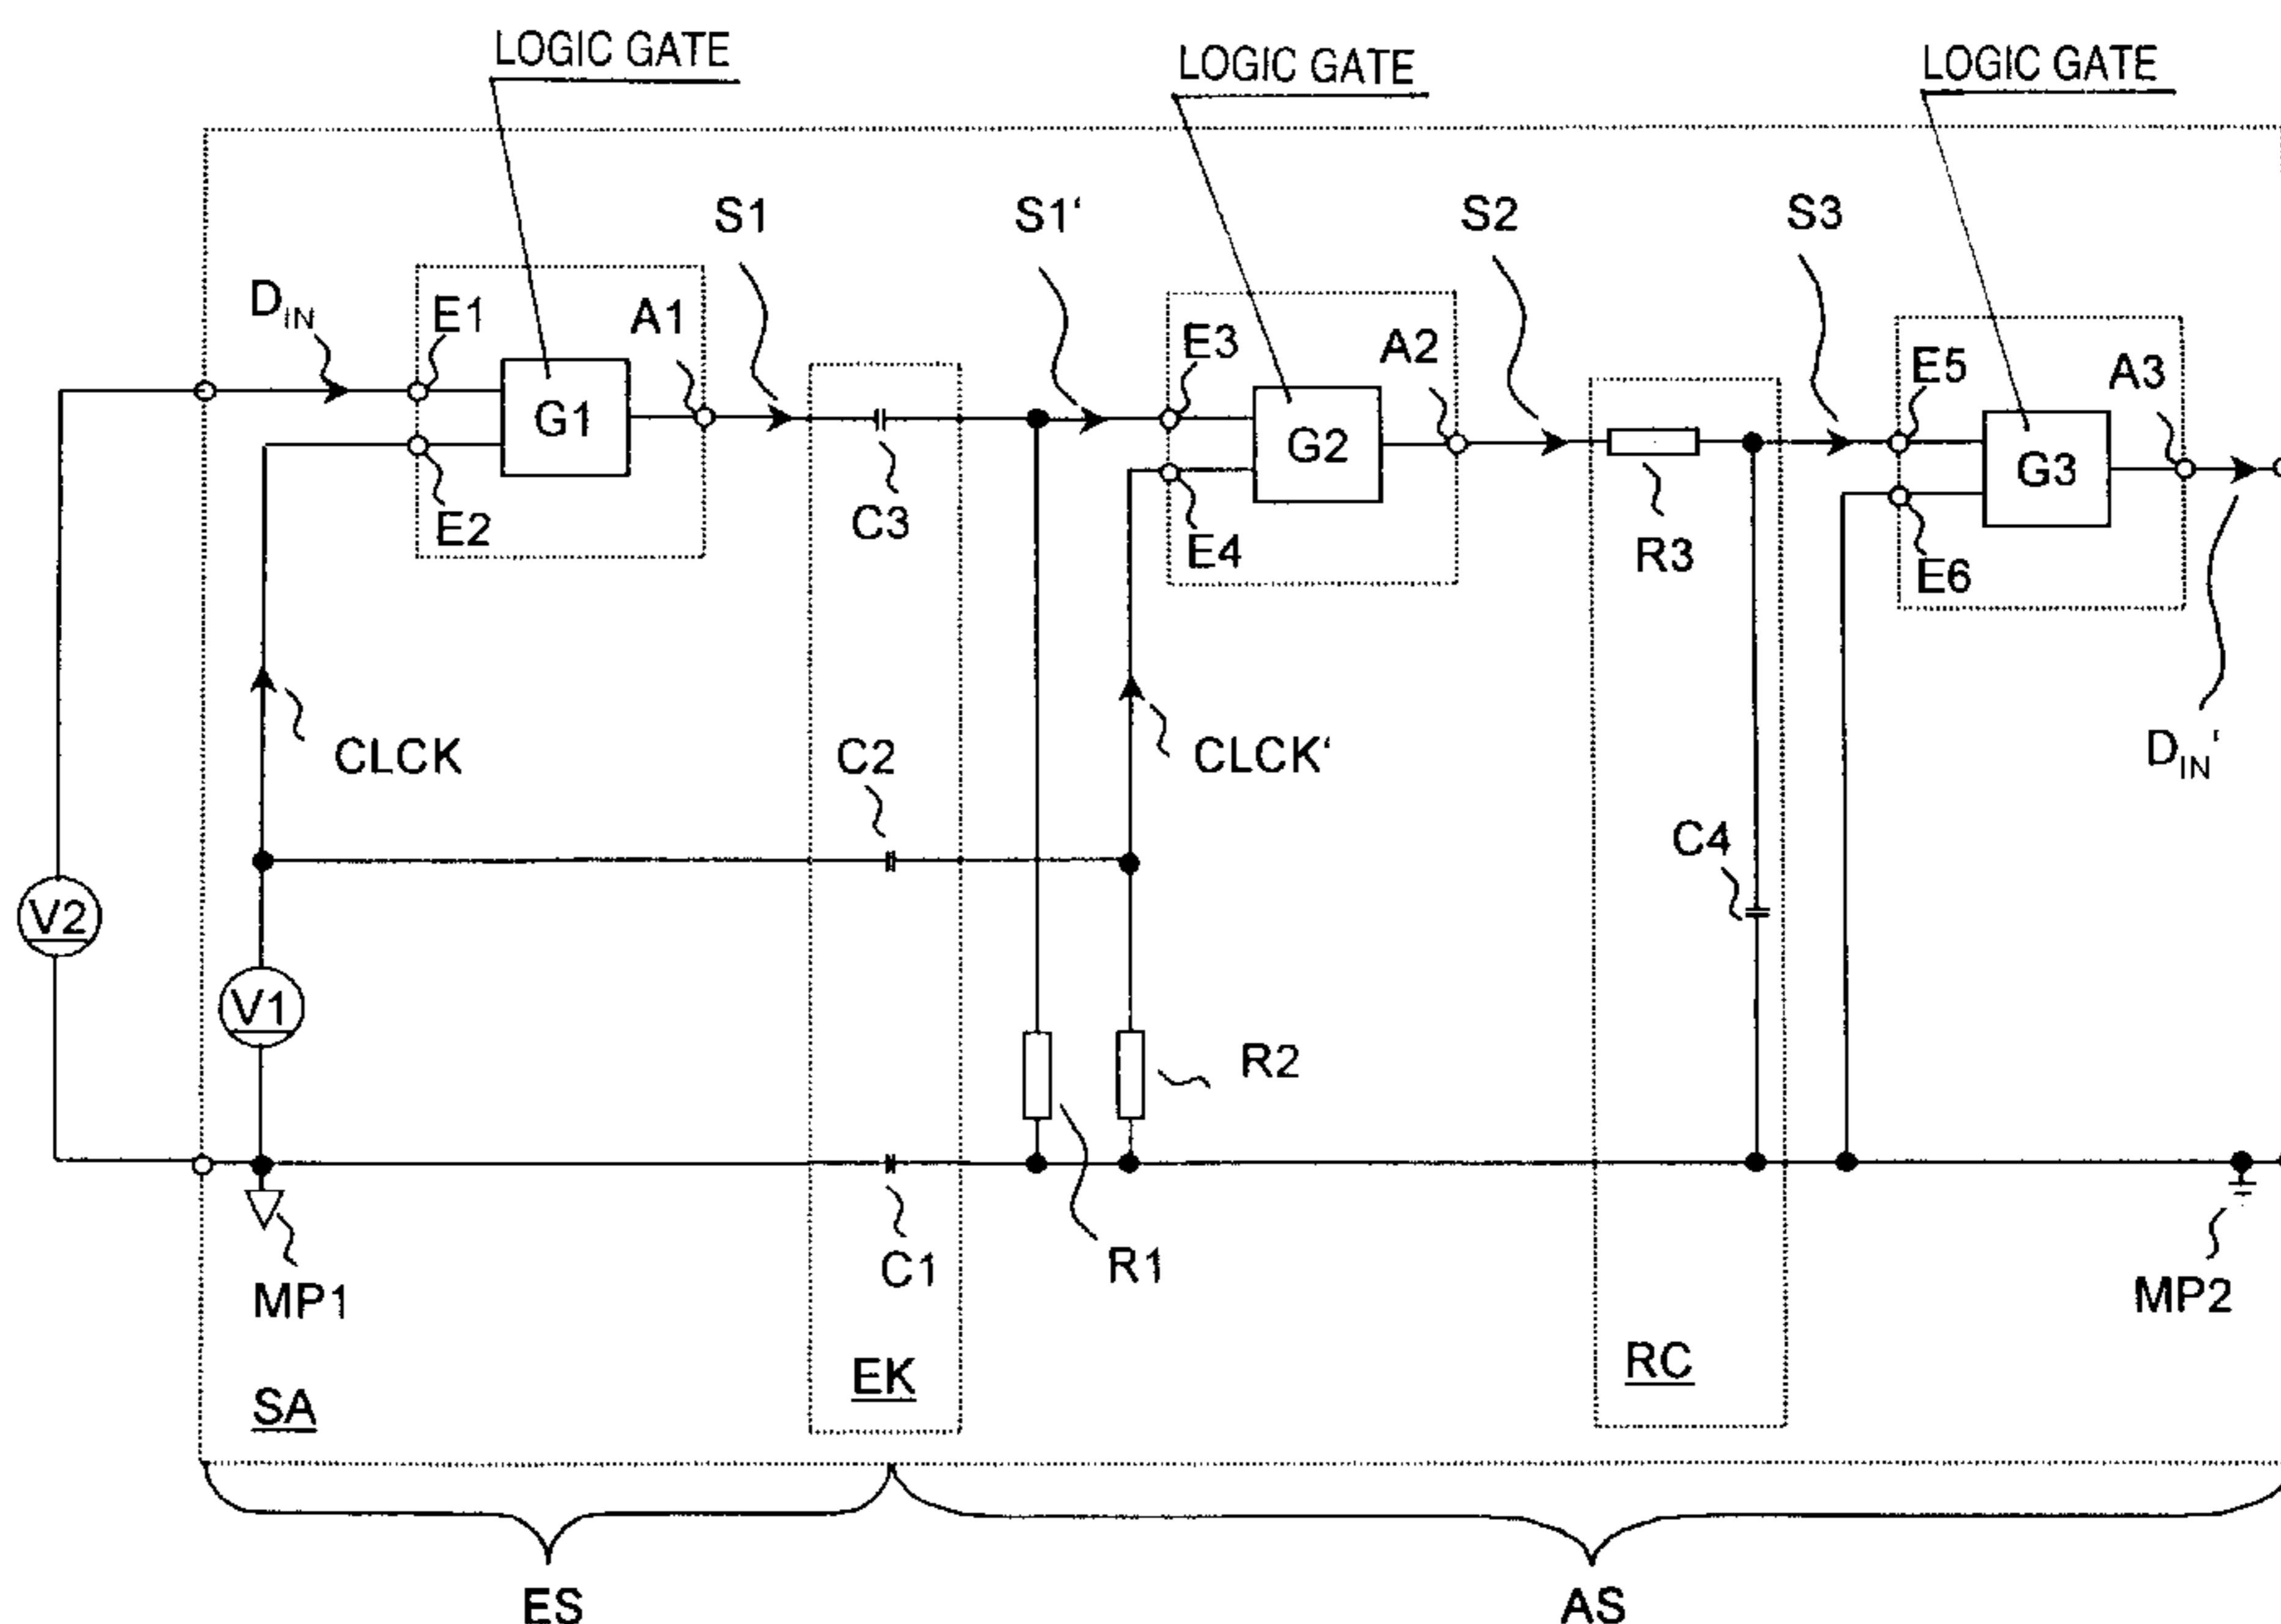 LOGIC GATE
LOGIC GATE
LOGIC GATE
S1
S1‘
S2
S3
DIN
E1
A1
E3
A2
E5
A3
G1
G2
G3
E2
C3
E4
R3
E6
CLCK
C2
CLCK‘
DIN‘
C4
V2
V1
R2
C1
R1
MP1
MP2
EK
RC
SA
ES
AS